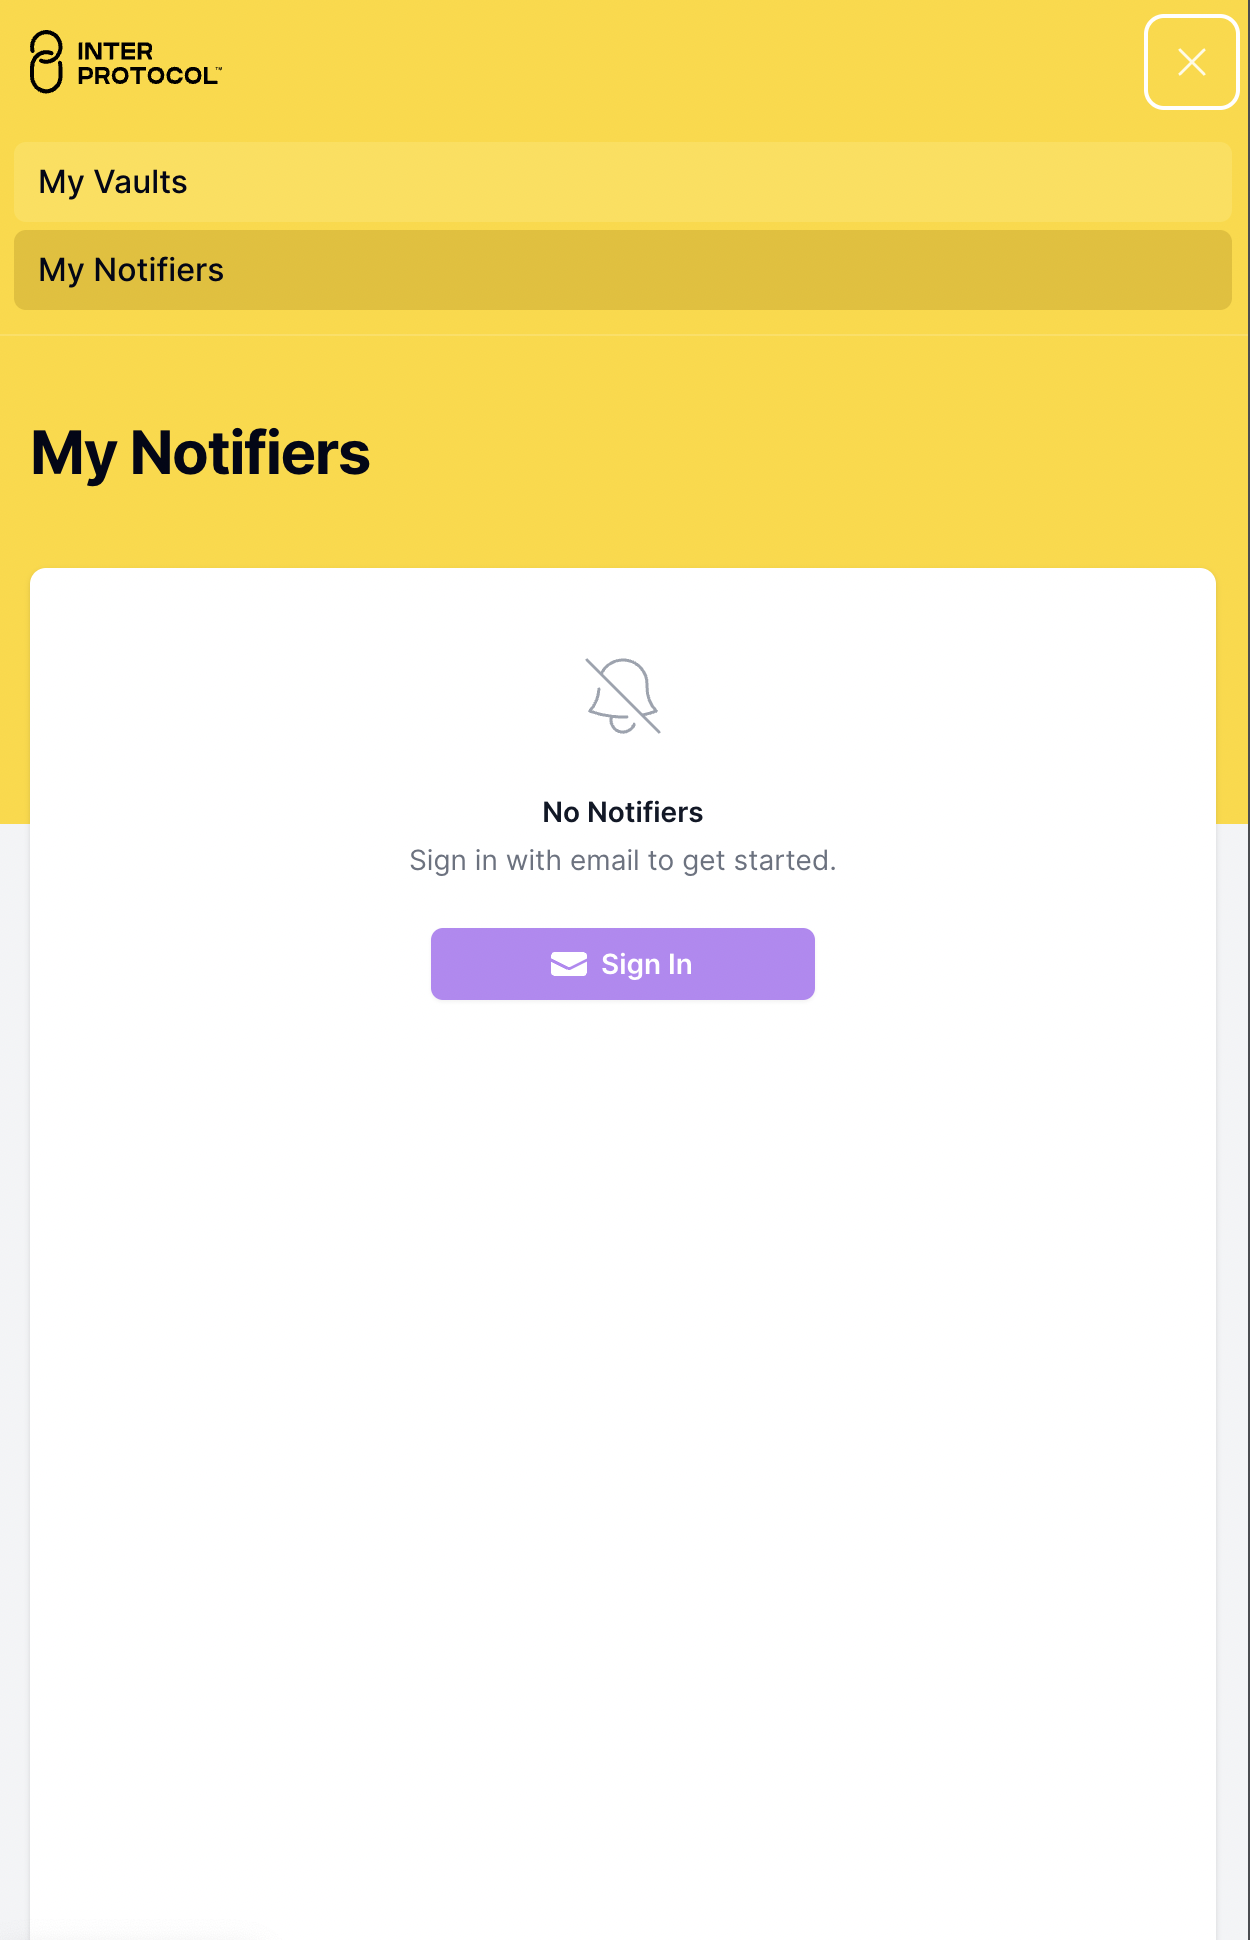 INTER
PROTOCOL™
My Vaults
My Notifiers
My Notifiers
No Notifiers
Sign in with email to get started.
Sign In